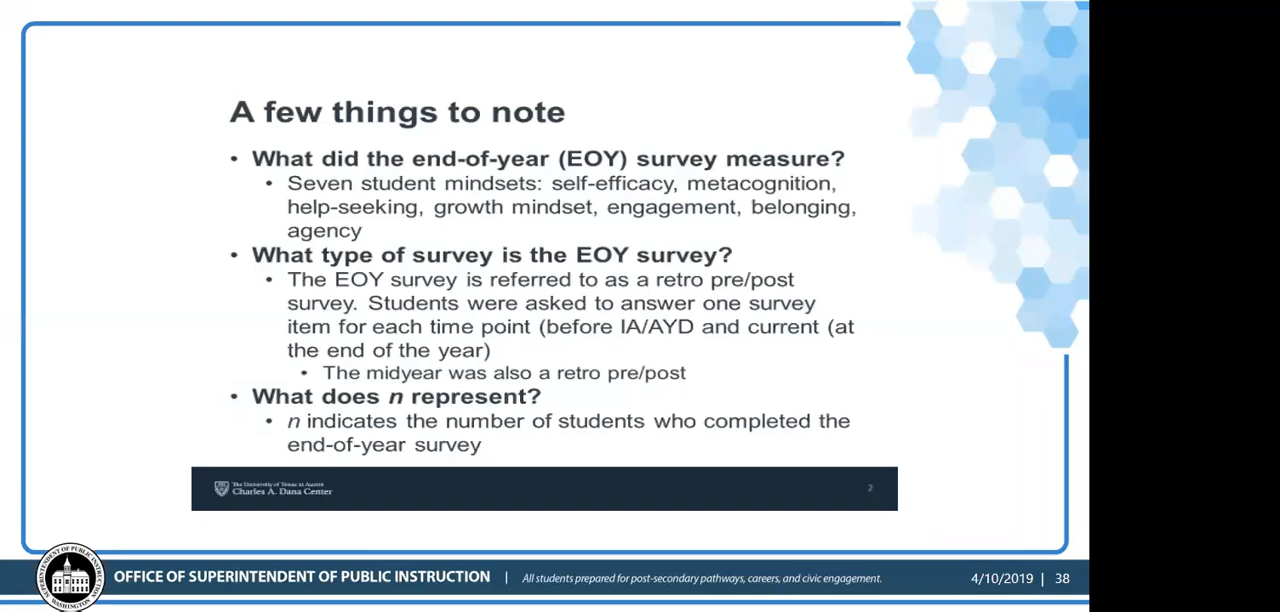 A few things to note
• What did the end-of-year (EOY) survey measure?
• Seven student mindsets: self-efficacy, metacognition,
help-seeking, growth mindset, engagement, belonging,
agency
• What type of survey is the EOY survey?
• The EOY survey is referred to as a retro pre/post
survey. Students were asked to answer one survey
item for each time point (before IA/AYD and current (at
the end of the year)
• The midyear was also a retro pre/post
• What does n represent?
• n indicates the number of students who completed the
end-of-year survey
The University of Texas at Austin
Charles A. Dana Center
2
SUPERINTENDENT OF PUBLIC INSTRUCTION
WASHINGTON
OFFICE OF SUPERINTENDENT OF PUBLIC INSTRUCTION | All students prepared for post-secondary pathways, careers, and civic engagement. 4/10/2019 | 38